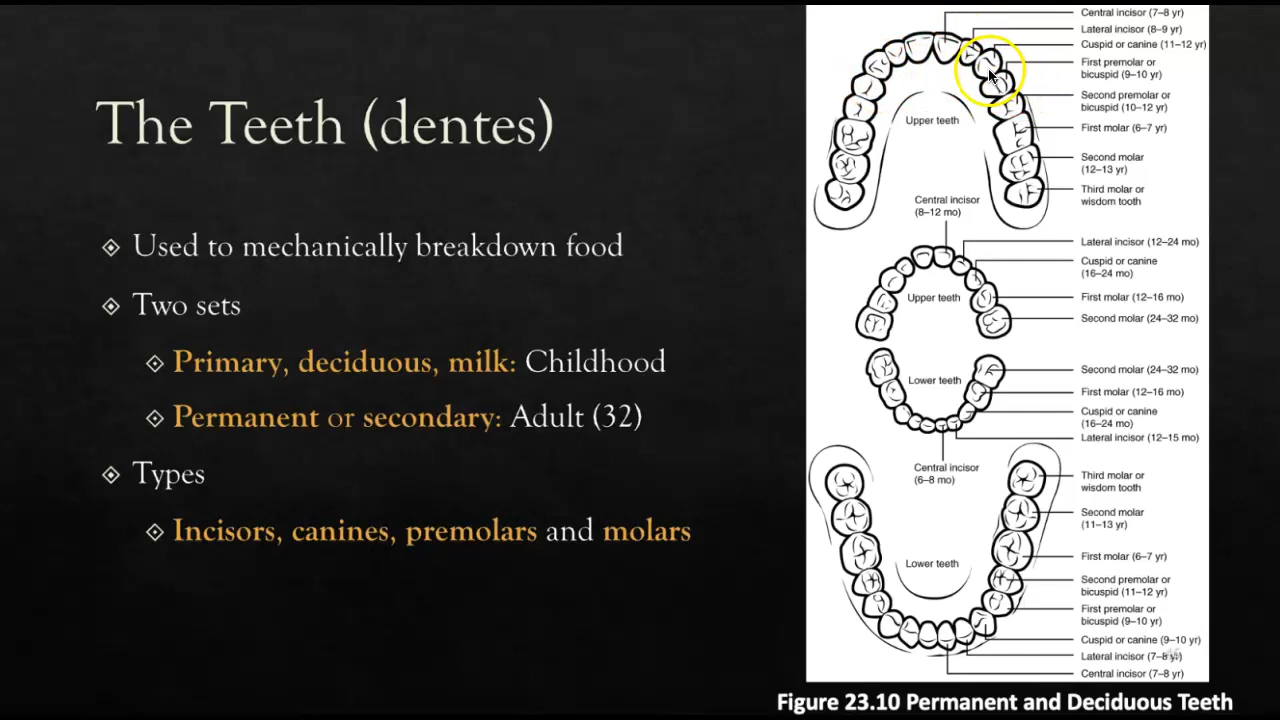 The Teeth (dentes)
Used to mechanically breakdown food
Two sets
Primary, deciduous, milk: Childhood
Permanent or secondary: Adult (32)
Types
Incisors, canines, premolars and molars
Central incisor (7–8 yr)
Lateral incisor (8–9 yr)
Cuspid or canine (11–12 yr)
First premolar or
bicuspid (9–10 yr)
Second premolar or
bicuspid (10–12 yr)
Upper teeth
First molar (6–7 yr)
Second molar
(12–13 yr)
Third molar or
wisdom tooth
Central incisor
(8–12 mo)
Lateral incisor (12–24 mo)
Cuspid or canine
(16–24 mo)
Upper teeth
First molar (12–16 mo)
Second molar (24–32 mo)
Second molar (24–32 mo)
Lower teeth
First molar (12–16 mo)
Cuspid or canine
(16–24 mo)
Lateral incisor (12–15 mo)
Central incisor
(6–8 mo)
Third molar or
wisdom tooth
Second molar
(11–13 yr)
First molar (6–7 yr)
Lower teeth
Second premolar or
bicuspid (11–12 yr)
First premolar or
bicuspid (9–10 yr)
Cuspid or canine (9–10 yr)
Lateral incisor (7–8 yr)
Central incisor (7–8 yr)
Figure 23.10 Permanent and Deciduous Teeth